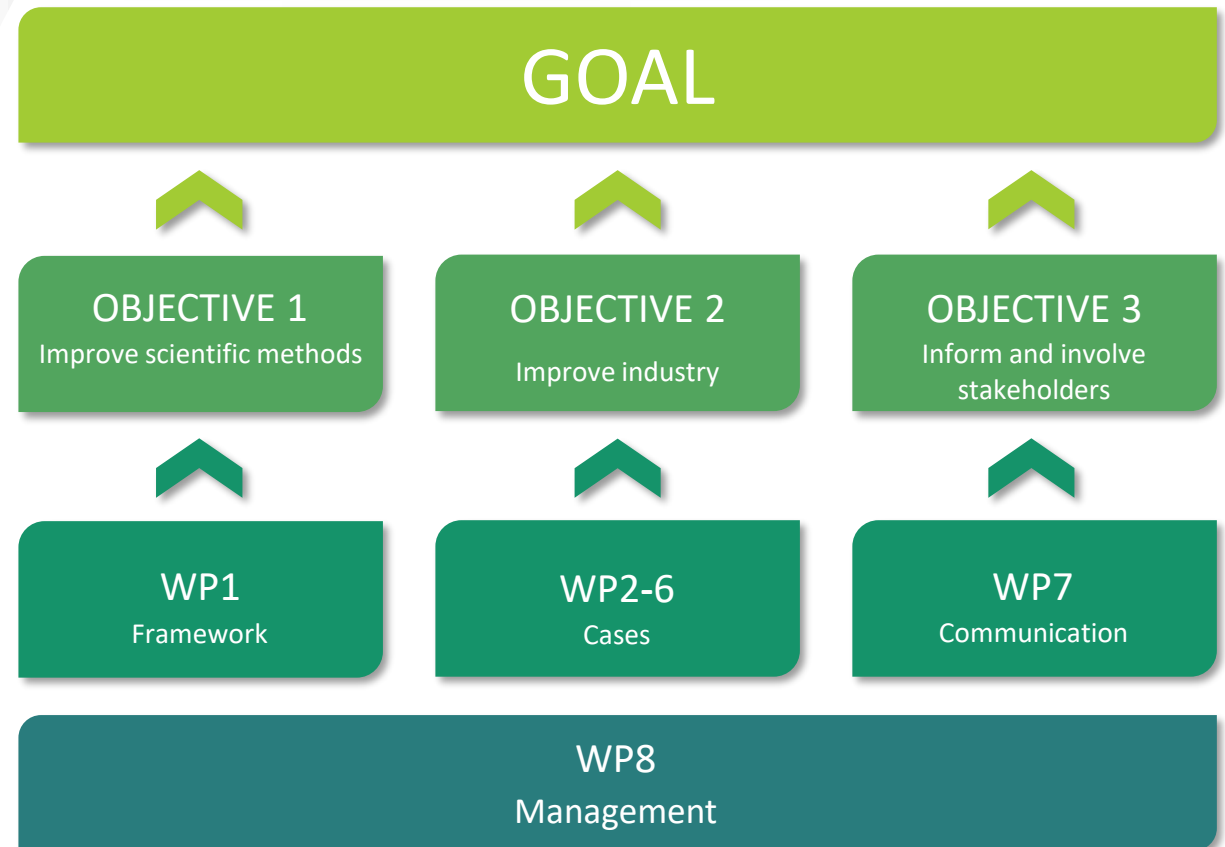 GOAL
OBJECTIVE 1
Improve scientific methods
OBJECTIVE 2
Improve industry
OBJECTIVE 3
Inform and involve
stakeholders
WP1
Framework
WP2-6
Cases
WP7
Communication
WP8
Management